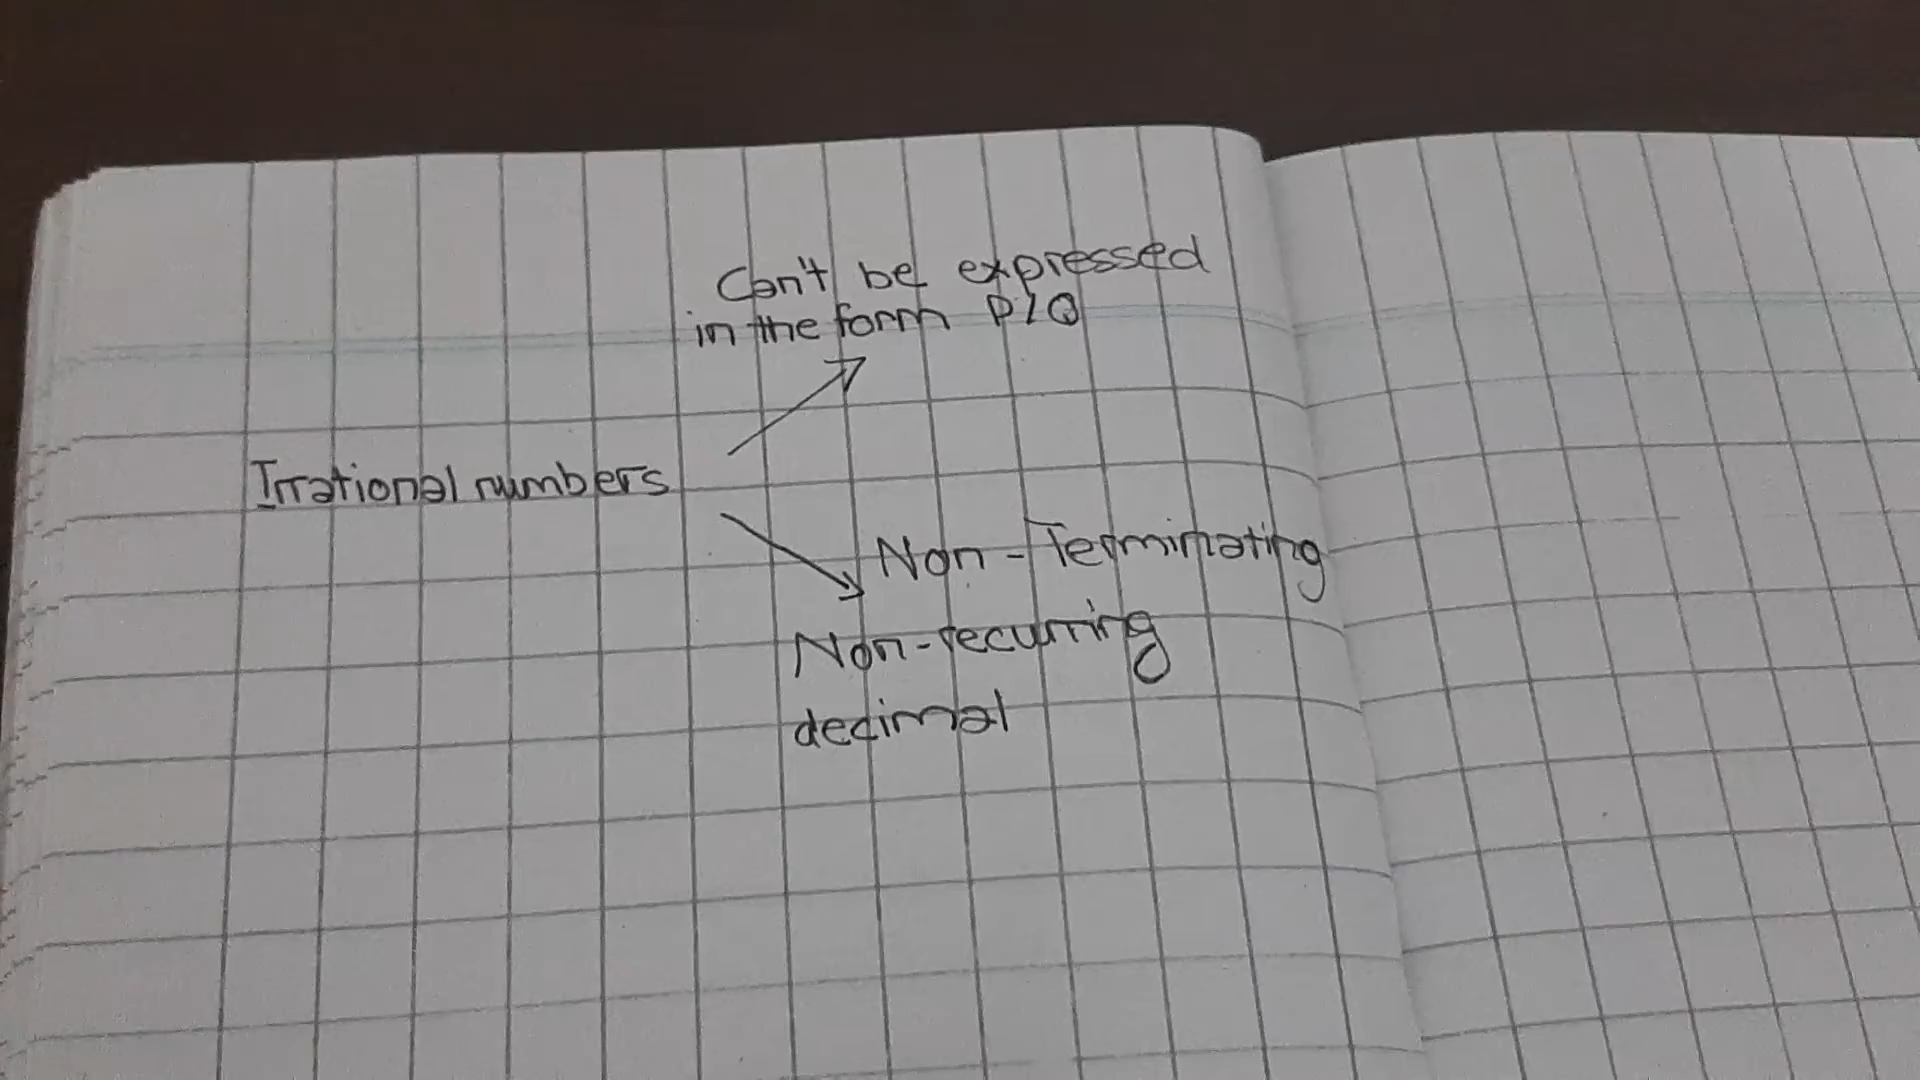 Can't be expressed
in the form P/Q
Irrational numbers
Non-Terminating
Non-recurring
decimal